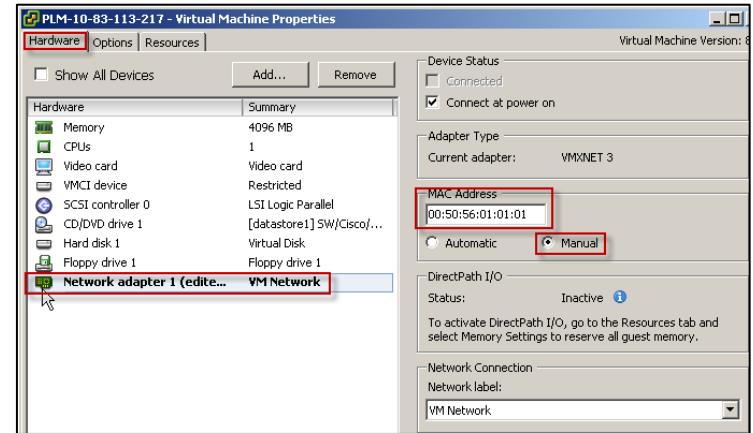 PLM-10-83-113-217 - Virtual Machine Properties
Hardware Options Resources
Virtual Machine Version: 8
Show All Devices
Add...
Remove
Hardware Summary
Memory 4096 MB
CPUs 1
Video card Video card
VMCI device Restricted
SCSI controller 0 LSI Logic Parallel
CD/DVD drive 1 [datastore1] SW/Cisco/...
Hard disk 1 Virtual Disk
Floppy drive 1 Floppy drive 1
Network adapter 1 (edite... VM Network
Device Status
Connected
Connect at power on
Adapter Type
Current adapter: VMXNET 3
MAC Address
00:50:56:01:01:01
Automatic Manual
DirectPath I/O
Status: Inactive
To activate DirectPath I/O, go to the Resources tab and
select Memory Settings to reserve all guest memory.
Network Connection
Network label:
VM Network